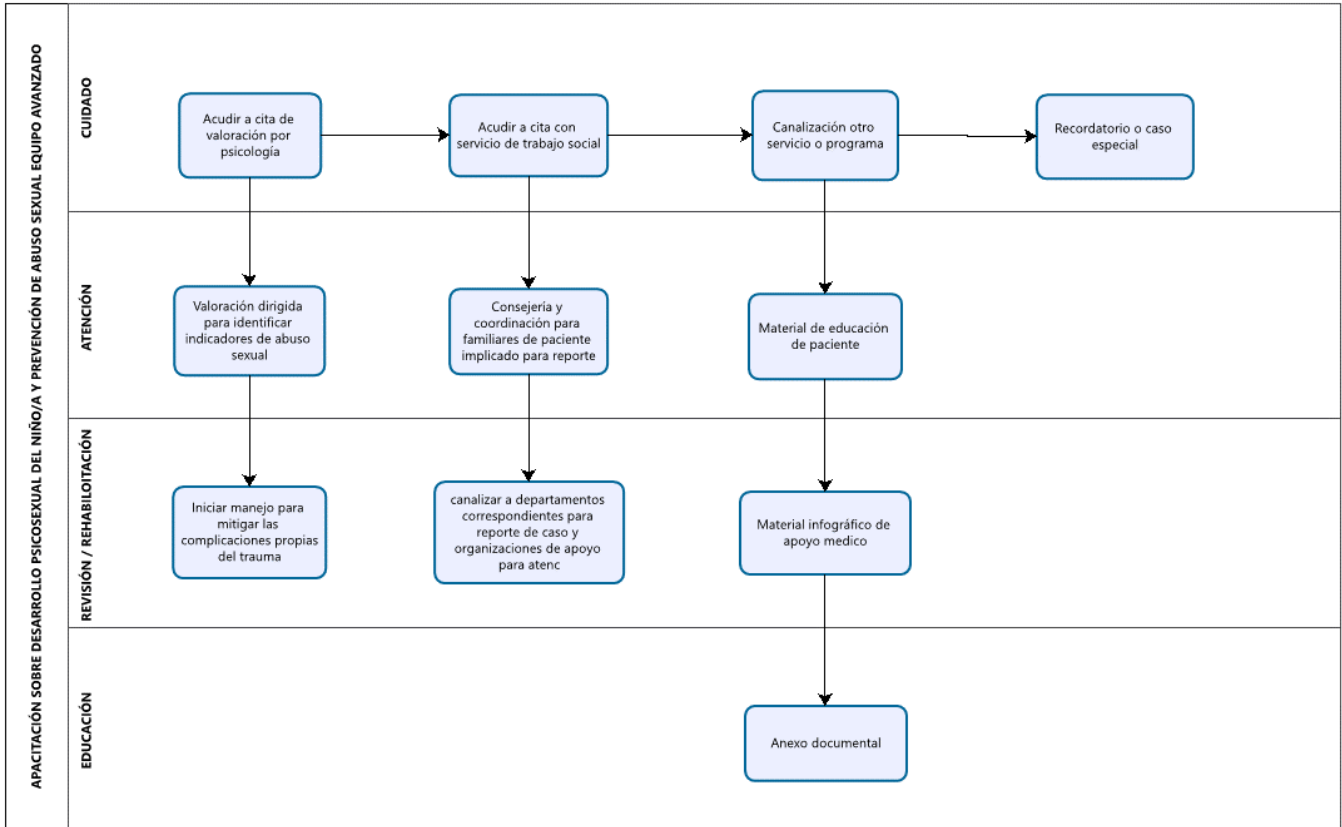 APACITACIÓN SOBRE DESARROLLO PSICOSEXUAL DEL NIÑO/A Y PREVENCIÓN DE ABUSO SEXUAL EQUIPO AVANZADO
CUIDADO
Acudir a cita de
valoración por
psicología
Acudir a cita con
servicio de trabajo social
Canalización otro
servicio o programa
Recordatorio o caso
especial
ATENCIÓN
Valoración dirigida
para identificar
indicadores de abuso
sexual
Consejería y
coordinación para
familiares de paciente
implicado para reporte
Material de educación
de paciente
REVISIÓN / REHABILOITACIÓN
Iniciar manejo para
mitigar las
complicaciones propias
del trauma
canalizar a departamentos
correspondientes para
reporte de caso y
organizaciones de apoyo
para atenc
Material infográfico de
apoyo medico
EDUCACIÓN
Anexo documental